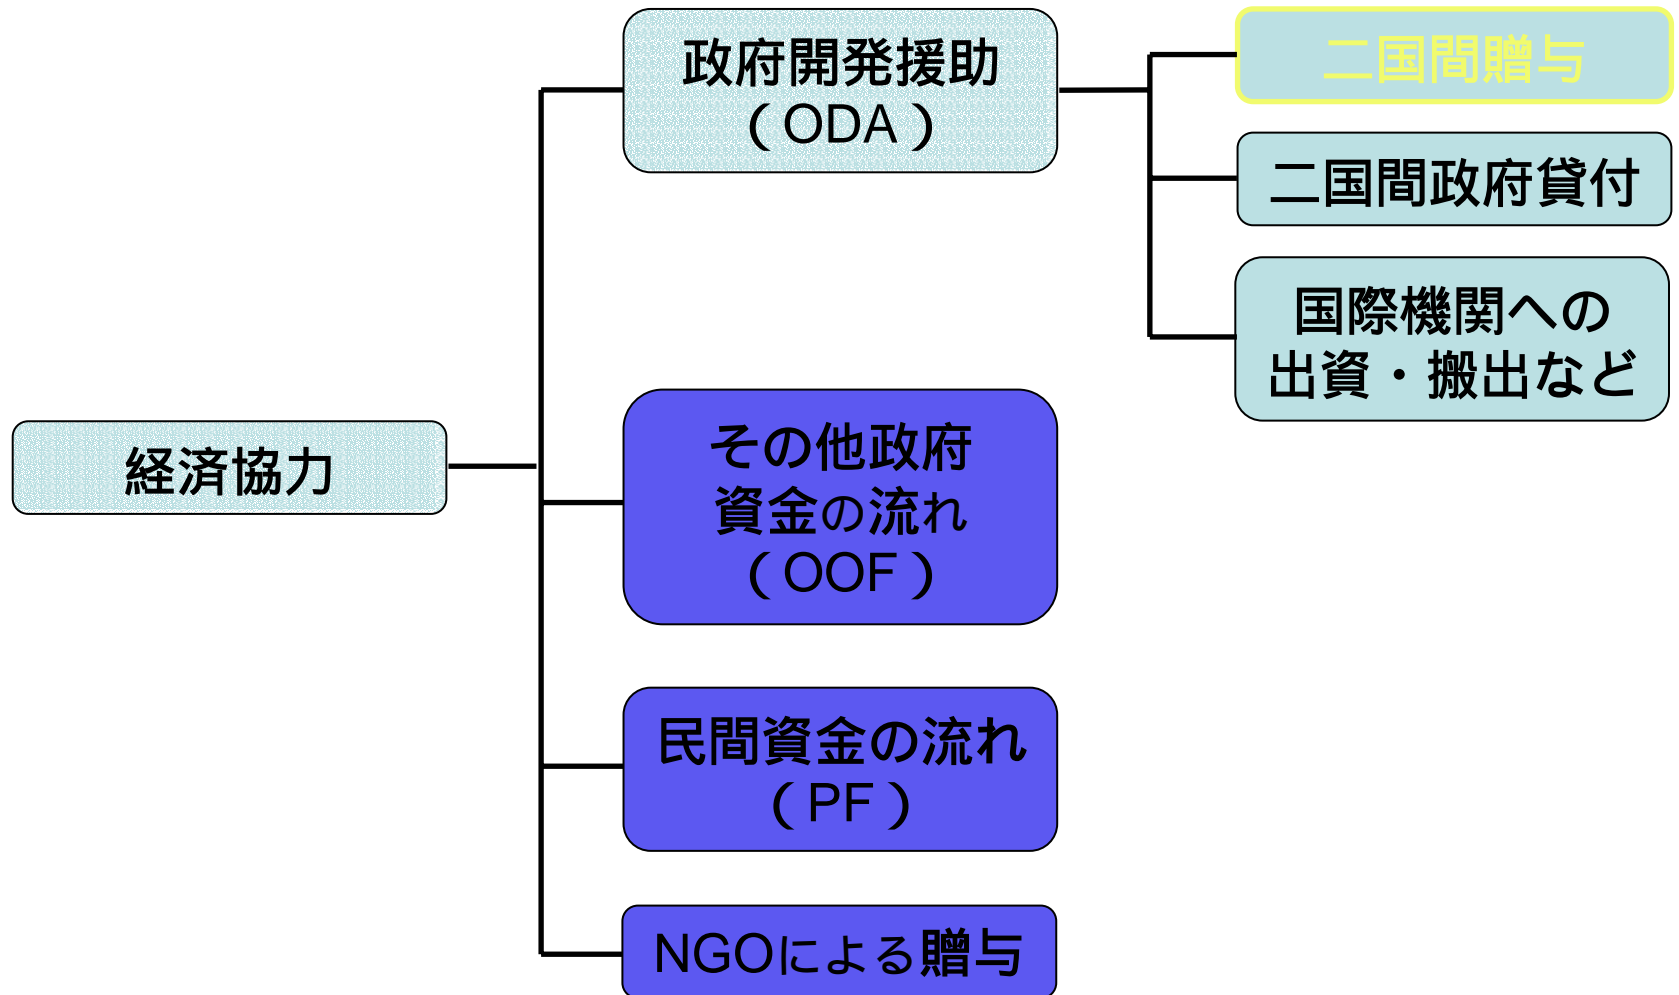 経済協力
政府開発援助
（ODA）
その他政府
資金の流れ
（OOF）
民間資金の流れ
（PF）
NGOによる贈与
二国間贈与
二国間政府貸付
国際機関への
出資・搬出など